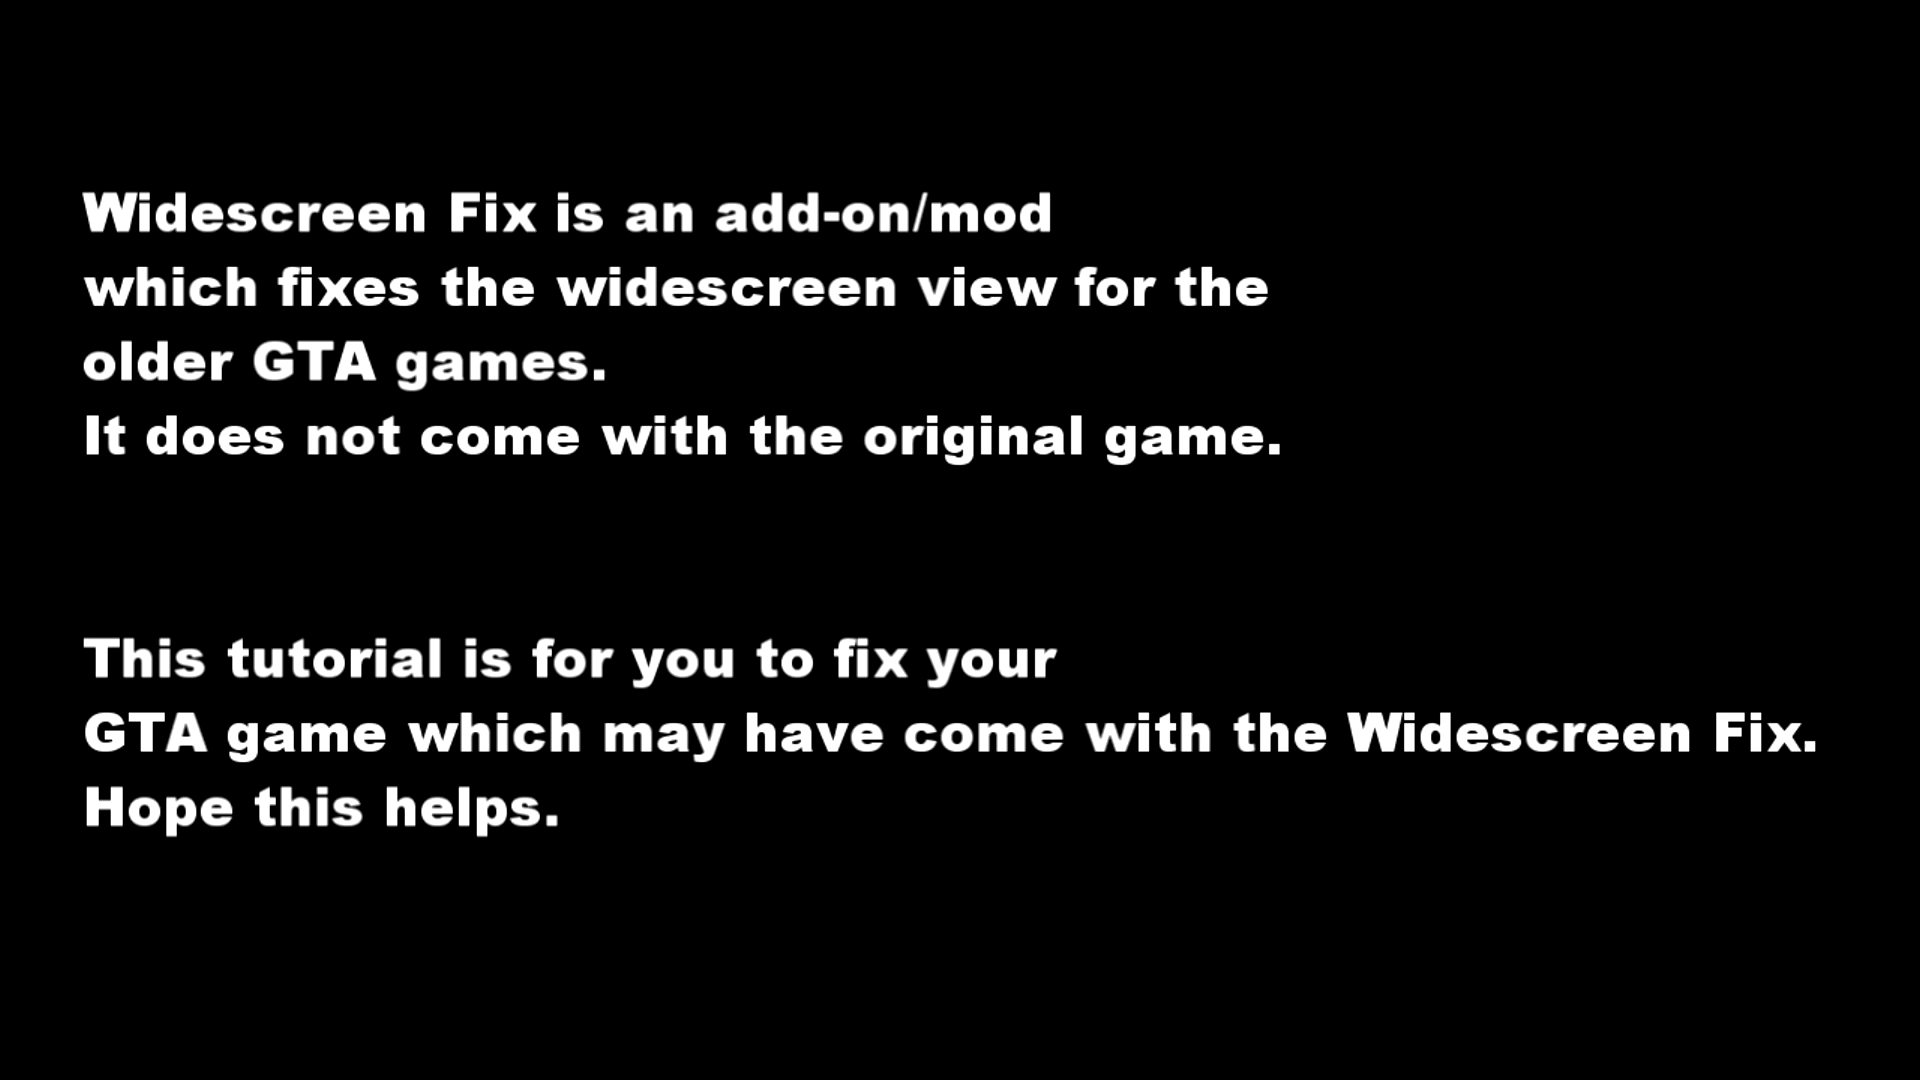 Widescreen Fix is an add-on/mod
which fixes the widescreen view for the
older GTA games.
It does not come with the original game.
This tutorial is for you to fix your
GTA game which may have come with the Widescreen Fix.
Hope this helps.